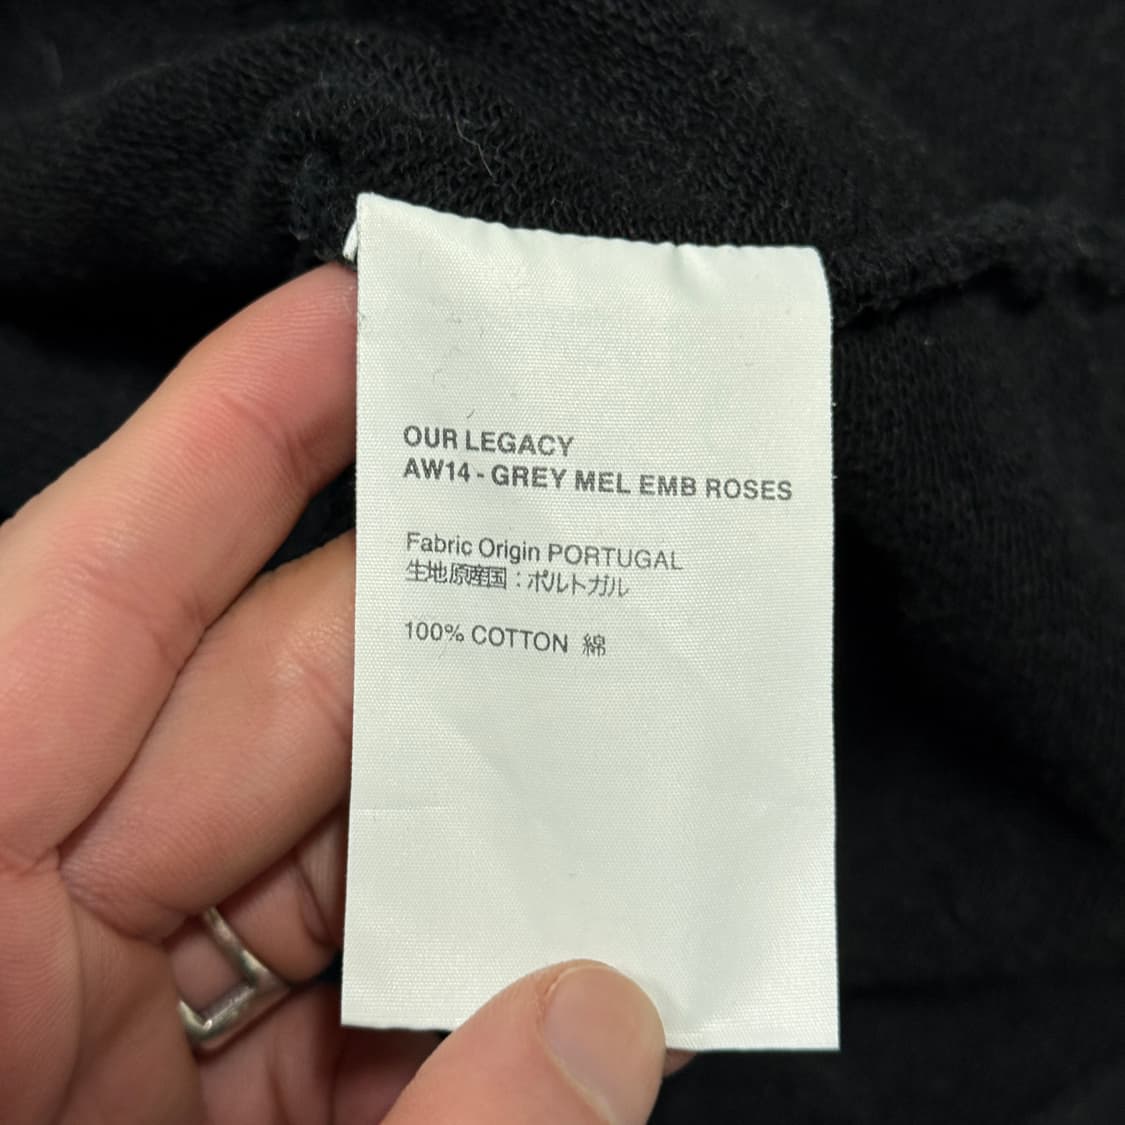 OUR LEGACY
AW14 - GREY MEL EMB ROSES
Fabric Origin PORTUGAL
生地原産国：ポルトガル
100% COTTON 綿